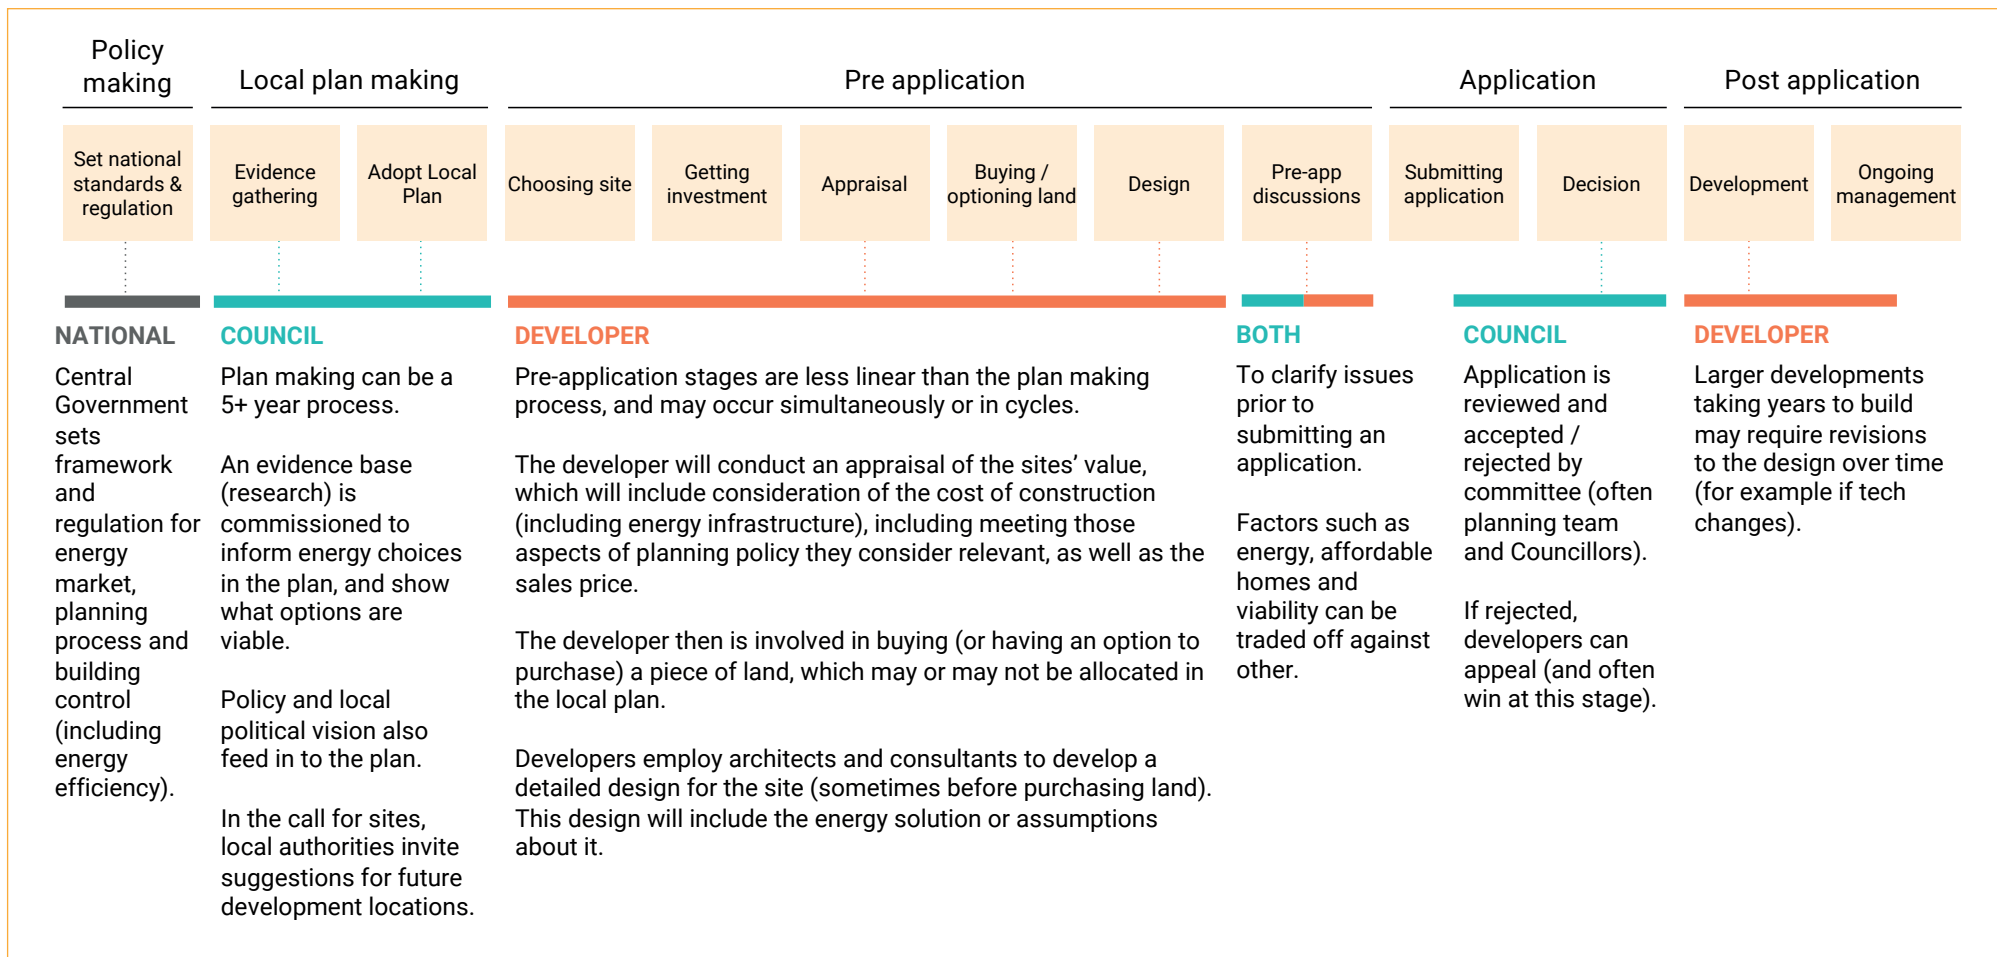 Policy
making
Local plan making
Pre application
Application
Post application
Set national
standards &
regulation
Evidence
gathering
Adopt Local
Plan
Choosing site
Getting
investment
Appraisal
Buying /
optioning land
Design
Pre-app
discussions
Submitting
application
Decision
Development
Ongoing
management
NATIONAL
Central
Government
sets
framework
and
regulation for
energy
market,
planning
process and
building
control
(including
energy
efficiency).
COUNCIL
Plan making can be a
5+ year process.
An evidence base
(research) is
commissioned to
inform energy choices
in the plan, and show
what options are
viable.
Policy and local
political vision also
feed in to the plan.
In the call for sites,
local authorities invite
suggestions for future
development locations.
DEVELOPER
Pre-application stages are less linear than the plan making
process, and may occur simultaneously or in cycles.
The developer will conduct an appraisal of the sites’ value,
which will include consideration of the cost of construction
(including energy infrastructure), including meeting those
aspects of planning policy they consider relevant, as well as the
sales price.
The developer then is involved in buying (or having an option to
purchase) a piece of land, which may or may not be allocated in
the local plan.
Developers employ architects and consultants to develop a
detailed design for the site (sometimes before purchasing land).
This design will include the energy solution or assumptions
about it.
BOTH
To clarify issues
prior to
submitting an
application.
Factors such as
energy, affordable
homes and
viability can be
traded off against
other.
COUNCIL
Application is
reviewed and
accepted /
rejected by
committee (often
planning team
and Councillors).
If rejected,
developers can
appeal (and often
win at this stage).
DEVELOPER
Larger developments
taking years to build
may require revisions
to the design over time
(for example if tech
changes).